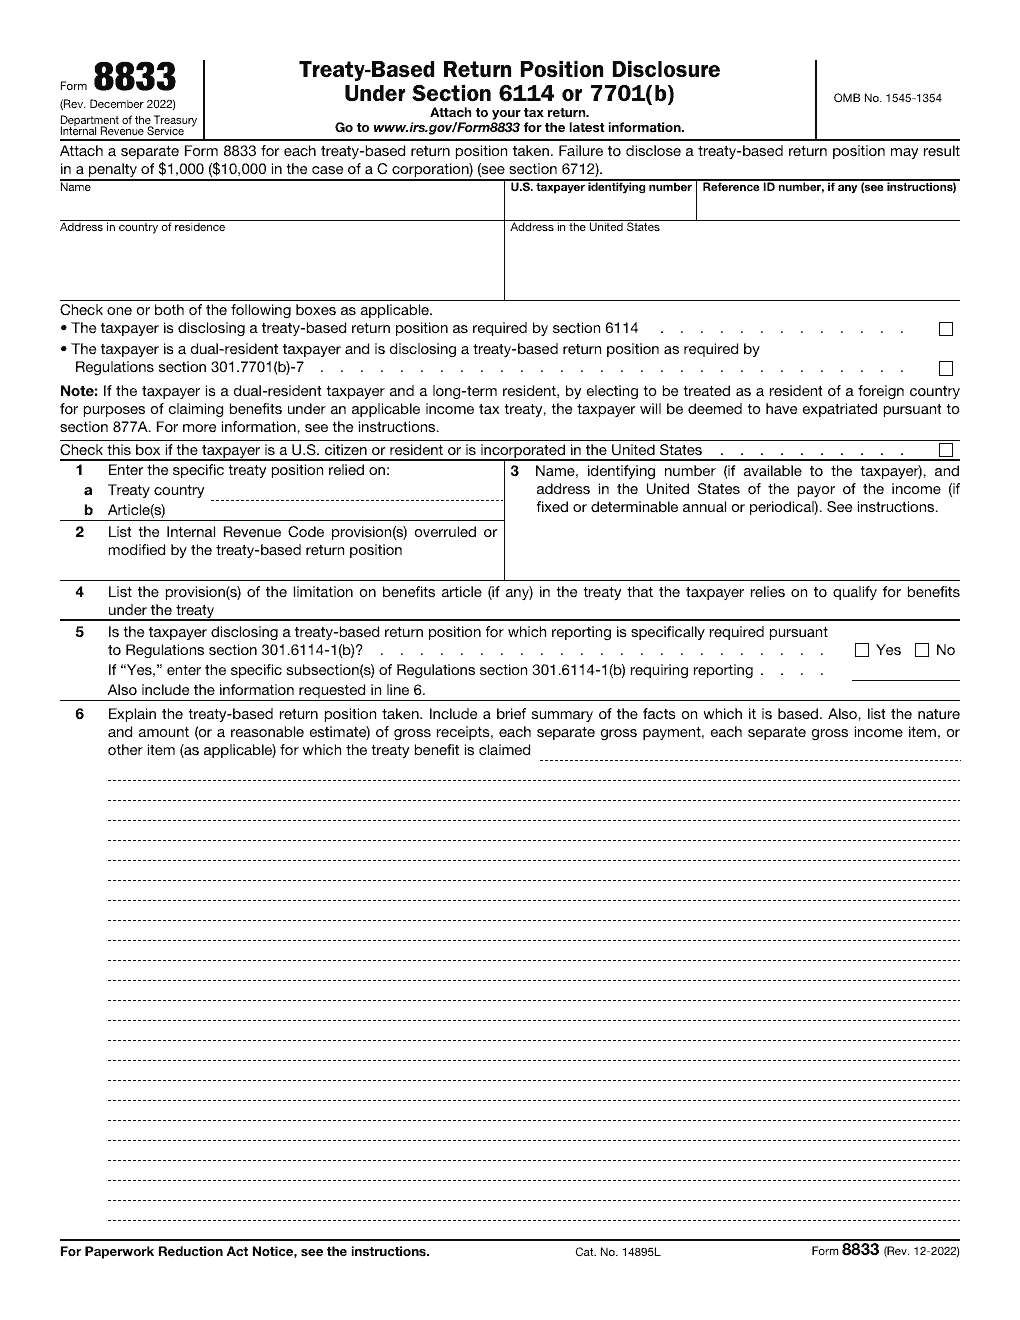 Form 8833
(Rev. December 2022)
Department of the Treasury
Internal Revenue Service
Treaty-Based Return Position Disclosure
Under Section 6114 or 7701(b)
Attach to your tax return.
Go to www.irs.gov/Form8833 for the latest information.
OMB No. 1545-1354
Attach a separate Form 8833 for each treaty-based return position taken. Failure to disclose a treaty-based return position may result
in a penalty of $1,000 ($10,000 in the case of a C corporation) (see section 6712).
Name
U.S. taxpayer identifying number
Reference ID number, if any (see instructions)
Address in country of residence
Address in the United States
Check one or both of the following boxes as applicable.
• The taxpayer is disclosing a treaty-based return position as required by section 6114 . . . . . . . . . . . . .
• The taxpayer is a dual-resident taxpayer and is disclosing a treaty-based return position as required by
Regulations section 301.7701(b)-7 . . . . . . . . . . . . . . . . . . . . . . . . . . . . . .
Note: If the taxpayer is a dual-resident taxpayer and a long-term resident, by electing to be treated as a resident of a foreign country
for purposes of claiming benefits under an applicable income tax treaty, the taxpayer will be deemed to have expatriated pursuant to
section 877A. For more information, see the instructions.
Check this box if the taxpayer is a U.S. citizen or resident or is incorporated in the United States . . . . . . . . . .
1 Enter the specific treaty position relied on:
a Treaty country
b Article(s)
2 List the Internal Revenue Code provision(s) overruled or
modified by the treaty-based return position
3 Name, identifying number (if available to the taxpayer), and
address in the United States of the payor of the income (if
fixed or determinable annual or periodical). See instructions.
4 List the provision(s) of the limitation on benefits article (if any) in the treaty that the taxpayer relies on to qualify for benefits
under the treaty
5 Is the taxpayer disclosing a treaty-based return position for which reporting is specifically required pursuant
to Regulations section 301.6114-1(b)? . . . . . . . . . . . . . . . . . . . . . . . Yes No
If “Yes,” enter the specific subsection(s) of Regulations section 301.6114-1(b) requiring reporting . . . .
Also include the information requested in line 6.
6 Explain the treaty-based return position taken. Include a brief summary of the facts on which it is based. Also, list the nature
and amount (or a reasonable estimate) of gross receipts, each separate gross payment, each separate gross income item, or
other item (as applicable) for which the treaty benefit is claimed
For Paperwork Reduction Act Notice, see the instructions.
Cat. No. 14895L
Form 8833 (Rev. 12-2022)